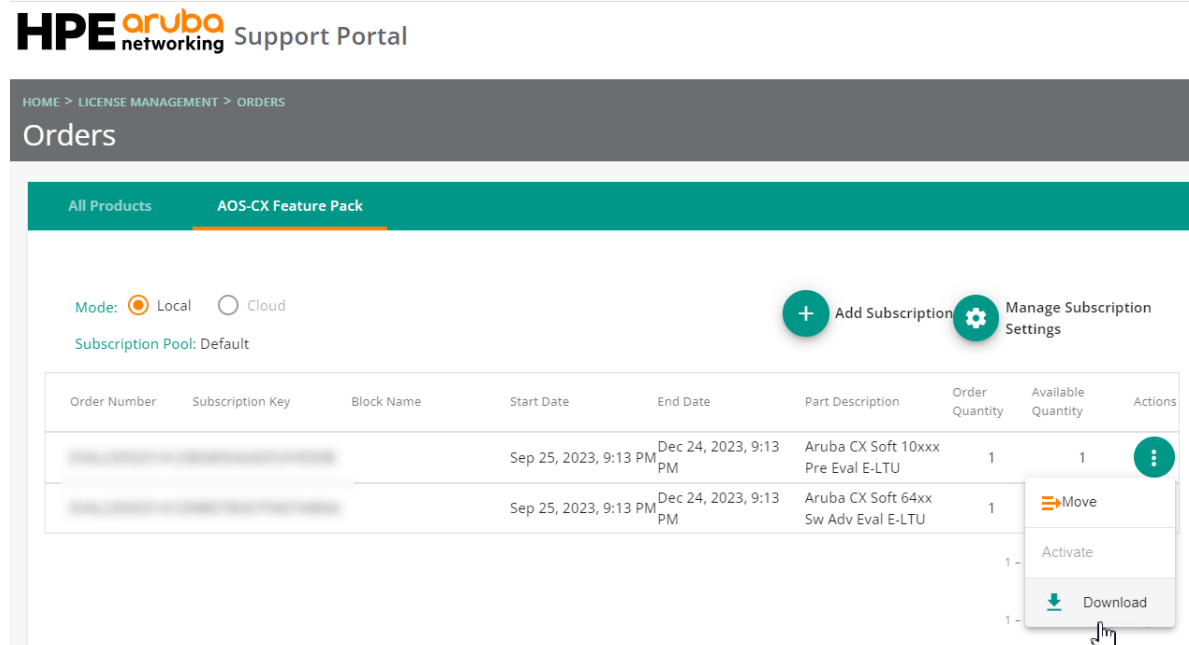 HPE aruba networking Support Portal
HOME > LICENSE MANAGEMENT > ORDERS
Orders
All Products AOS-CX Feature Pack
Mode: Local Cloud
Add Subscription
Manage Subscription
Settings
Subscription Pool: Default
Order Number Subscription Key Block Name Start Date End Date Part Description Order Quantity Available Quantity Actions
Sep 25, 2023, 9:13 PM Dec 24, 2023, 9:13 PM Aruba CX Soft 10xxx Pre Eval E-LTU 1 1
Sep 25, 2023, 9:13 PM Dec 24, 2023, 9:13 PM Aruba CX Soft 64xx Sw Adv Eval E-LTU 1
Move
Activate
Download
1 –
1 –